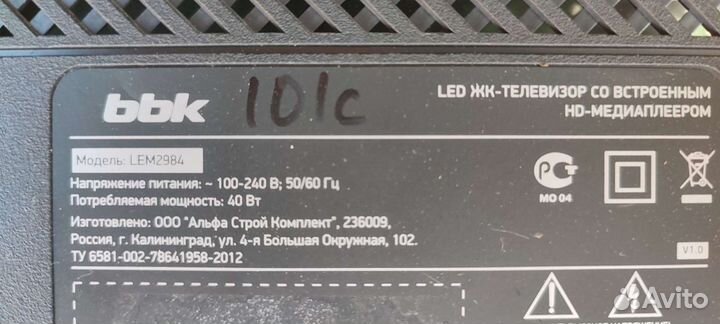 bbk 101c
LED ЖК-ТЕЛЕВИЗОР СО ВСТРОЕННЫМ
HD-МЕДИАПЛЕЕРОМ
Модель: LEM2984
Напряжение питания: ~ 100-240 В; 50/60 Гц
Потребляемая мощность: 40 Вт
Изготовлено: ООО "Альфа Строй Комплект", 236009,
Россия, г. Калининград, ул. 4-я Большая Окружная, 102.
ТУ 6581-002-78641958-2012
МО 04
V1.0
Avito